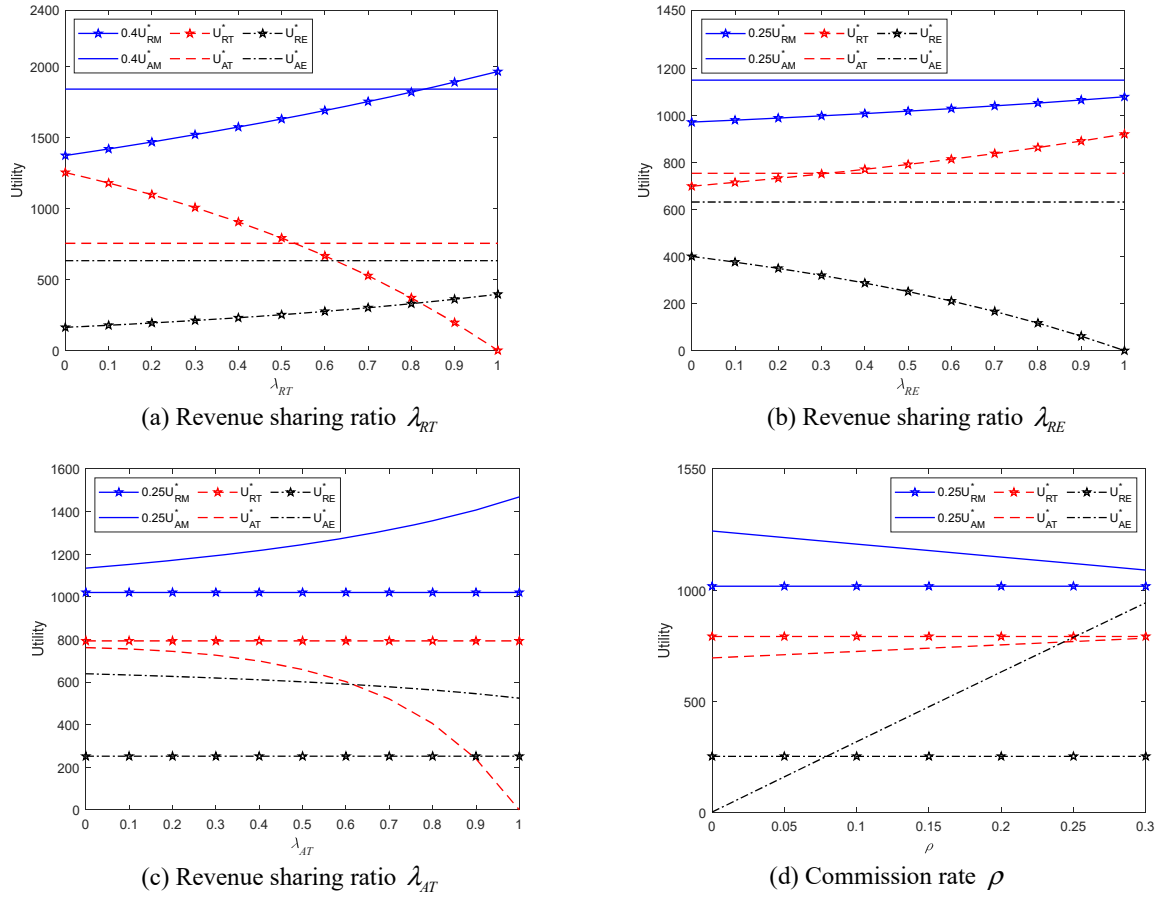 2400
2000
1500
1000
500
0
Utility
0.4U*RM U*RT U*RE
0.4U*AM U*AT U*AE
0 0.1 0.2 0.3 0.4 0.5 0.6 0.7 0.8 0.9 1
λRT
(a) Revenue sharing ratio λRT
1450
1200
1000
800
600
400
200
0
Utility
0.25U*RM U*RT U*RE
0.25U*AM U*AT U*AE
0 0.1 0.2 0.3 0.4 0.5 0.6 0.7 0.8 0.9 1
λRE
(b) Revenue sharing ratio λRE
1600
1400
1200
1000
800
600
400
200
0
Utility
0.25U*RM U*RT U*RE
0.25U*AM U*AT U*AE
0 0.1 0.2 0.3 0.4 0.5 0.6 0.7 0.8 0.9 1
λAT
(c) Revenue sharing ratio λAT
1550
1000
500
0
Utility
0.25U*RM U*RT U*RE
0.25U*AM U*AT U*AE
0 0.05 0.1 0.15 0.2 0.25 0.3
ρ
(d) Commission rate ρ